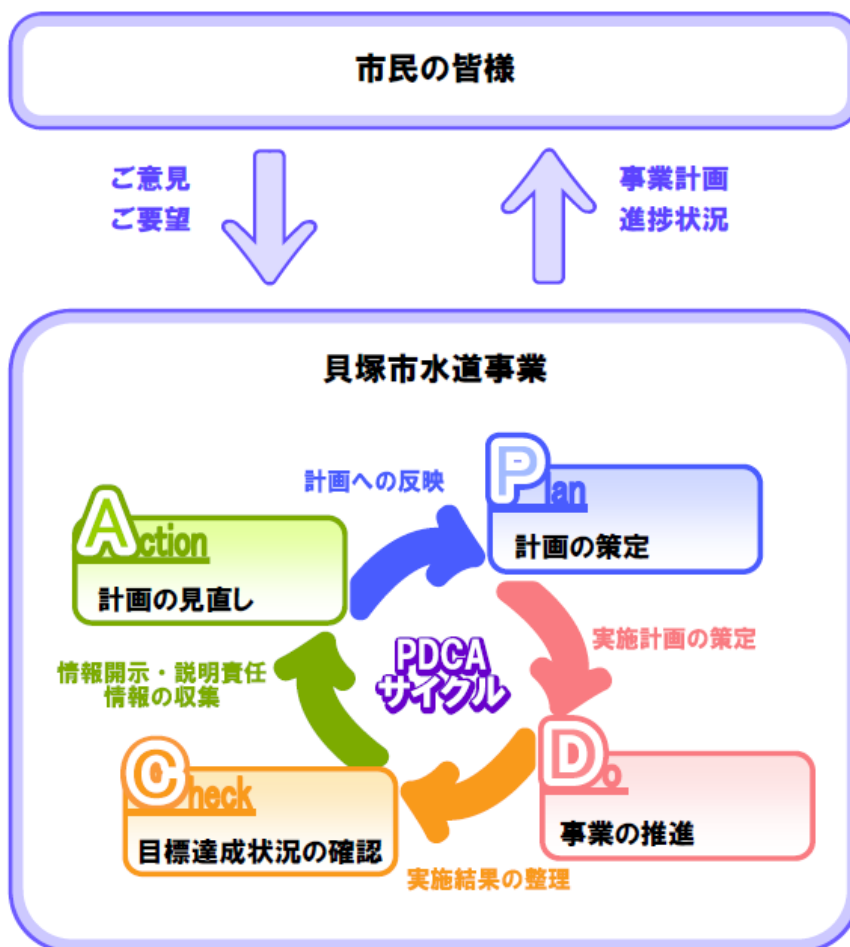 市民の皆様
ご意見
ご要望
事業計画
進捗状況
貝塚市水道事業
計画への反映
Plan
計画の策定
Action
計画の見直し
実施計画の策定
PDCA
サイクル
情報開示・説明責任
情報の収集
Check
目標達成状況の確認
Do
事業の推進
実施結果の整理